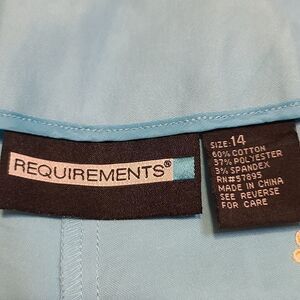 REQUIREMENTS®
SIZE: 14
60% COTTON
37% POLYESTER
3% SPANDEX
RN#57895
MADE IN CHINA
SEE REVERSE
FOR CARE